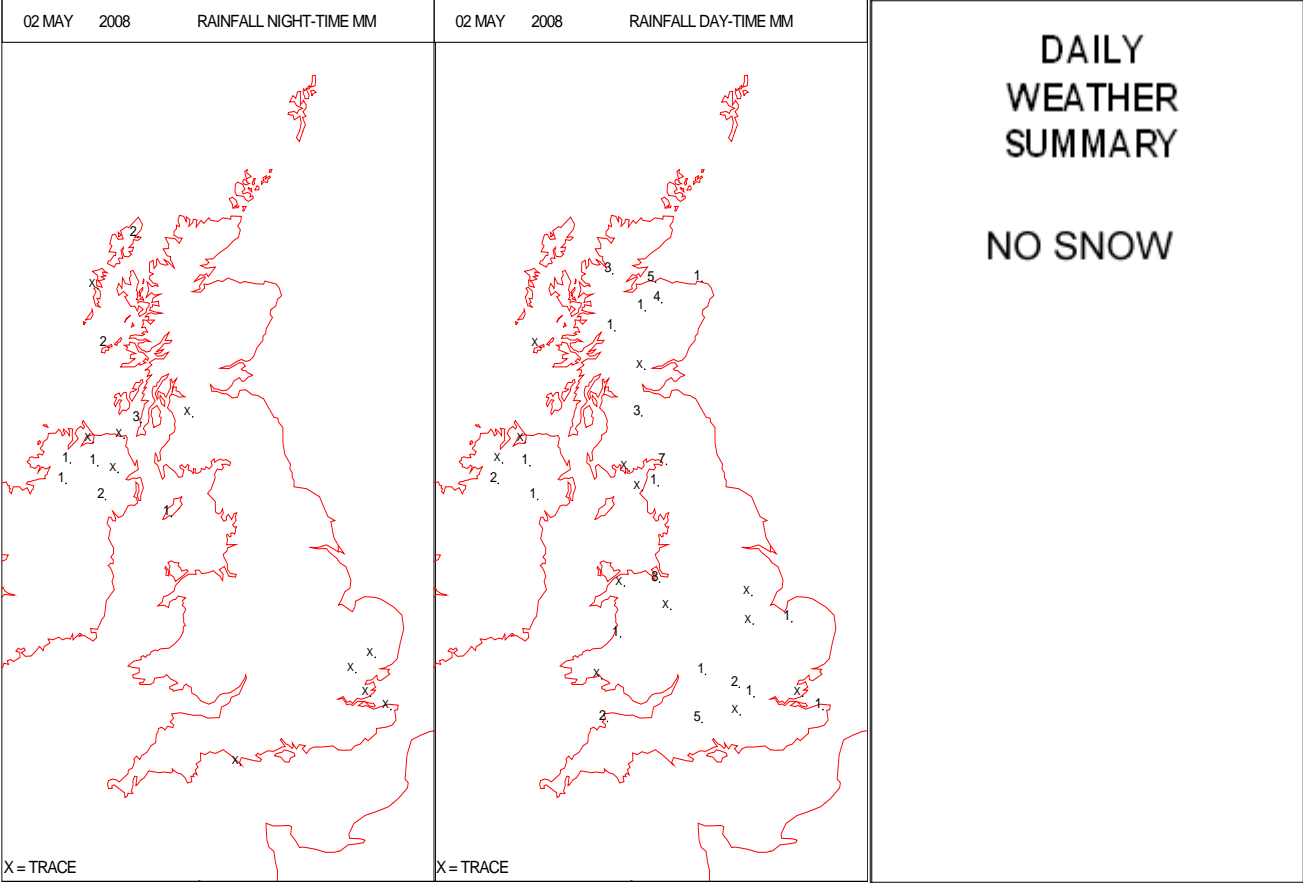 02 MAY 2008 RAINFALL NIGHT-TIME MM
2.
X
2.
3.
X.
X
X.
1.
1.
X.
1.
2.
1.
X.
X.
X.
X.
X.
X = TRACE
02 MAY 2008 RAINFALL DAY-TIME MM
3.
5.
1.
4.
1.
1.
X.
X.
3.
X
X.
1.
X.
7.
2.
X.
1.
1.
X.
8.
X.
X.
X.
1.
1.
X.
1.
2.
1.
X.
1.
2.
5.
X.
X = TRACE
DAILY
WEATHER
SUMMARY
NO SNOW